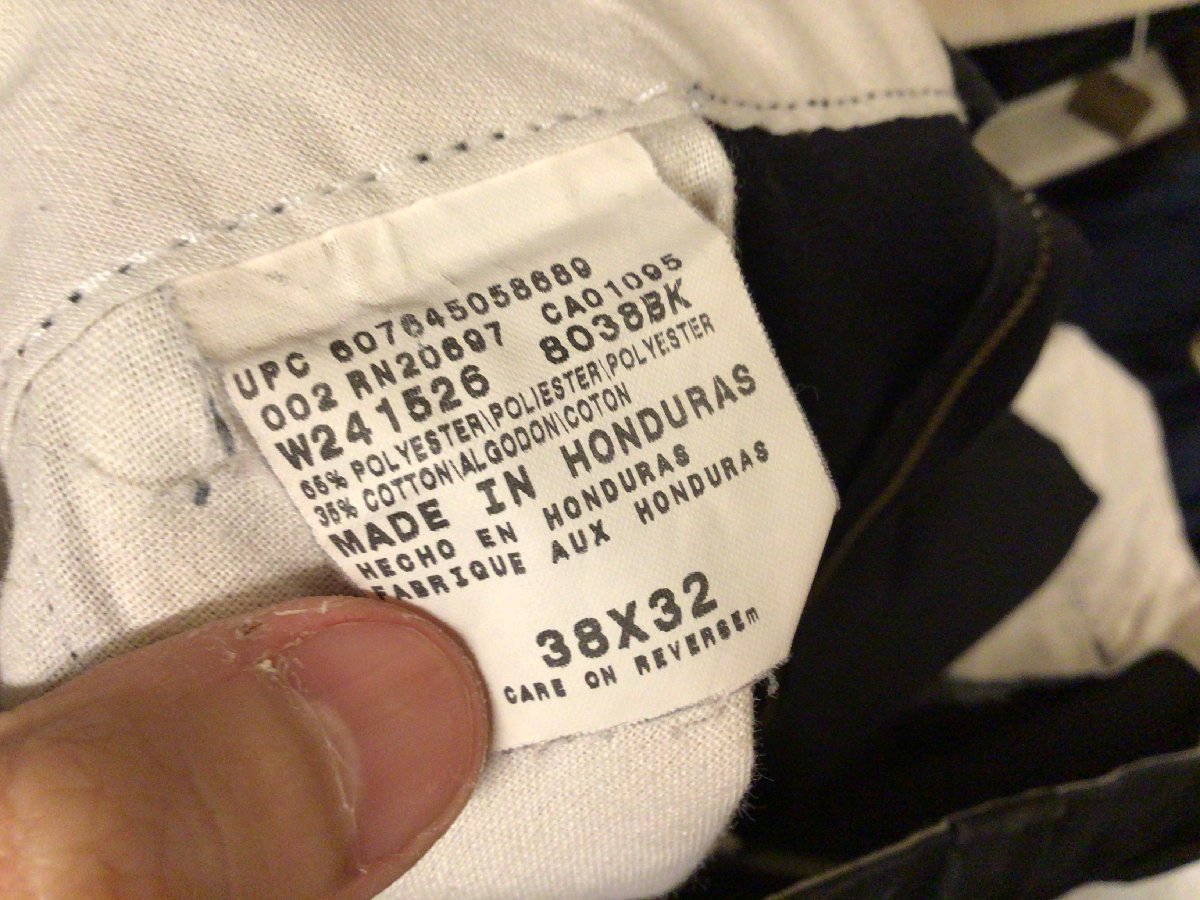 UPC 607645058689
002 RN20697 CA01095
W241526 8038BK
65% POLYESTER\POLIESTER\POLYESTER
35% COTTON\ALGODON\COTON
MADE IN HONDURAS
HECHO EN HONDURAS
FABRIQUE AUX HONDURAS
38X32
CARE ON REVERSEm